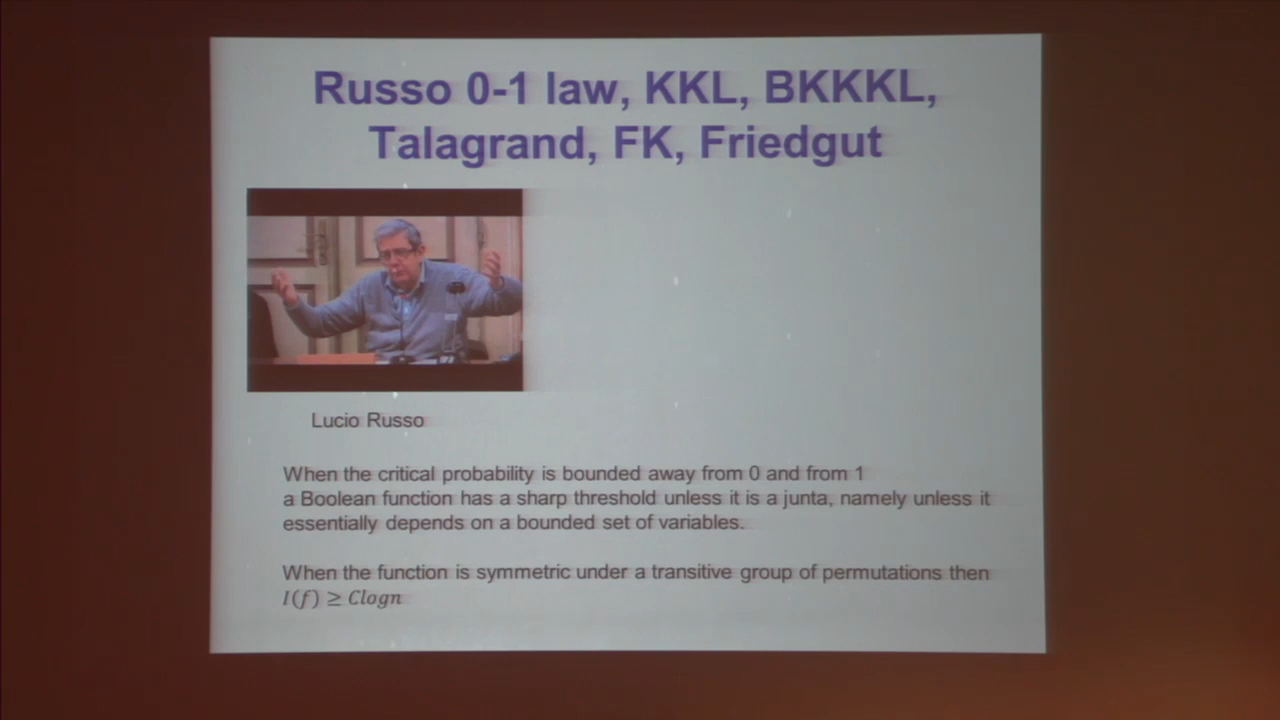 Russo 0-1 law, KKL, BKKKL,
Talagrand, FK, Friedgut
Lucio Russo
When the critical probability is bounded away from 0 and from 1
a Boolean function has a sharp threshold unless it is a junta, namely unless it
essentially depends on a bounded set of variables.
When the function is symmetric under a transitive group of permutations then
I(f) ≥ Clogn